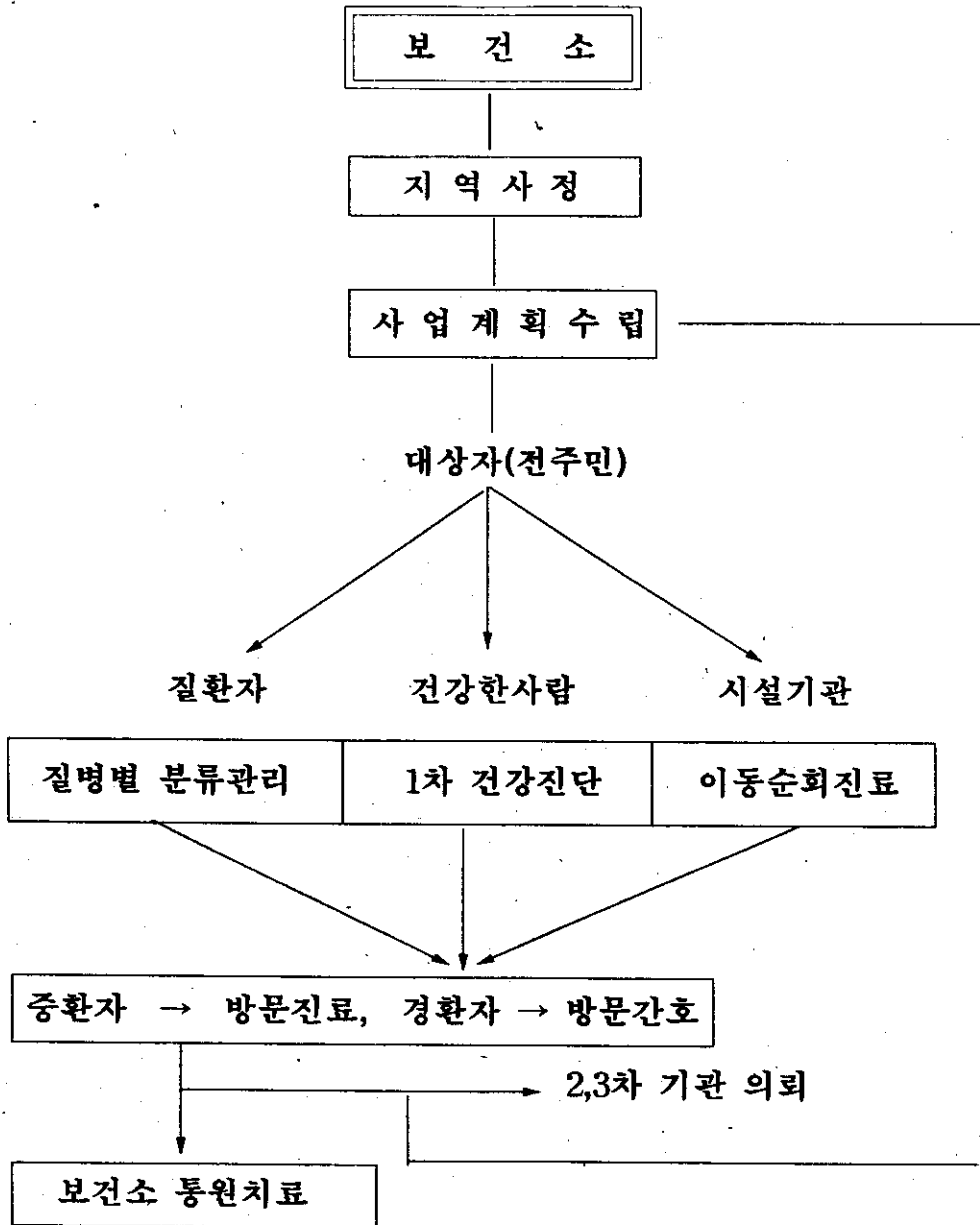 보 건 소
지 역 사 정
사 업 계 획 수 립
대상자(전주민)
질환자 건강한사람 시설기관
질병별 분류관리 1차 건강진단 이동순회진료
중환자 → 방문진료, 경환자 → 방문간호
2,3차 기관 의뢰
보건소 통원치료